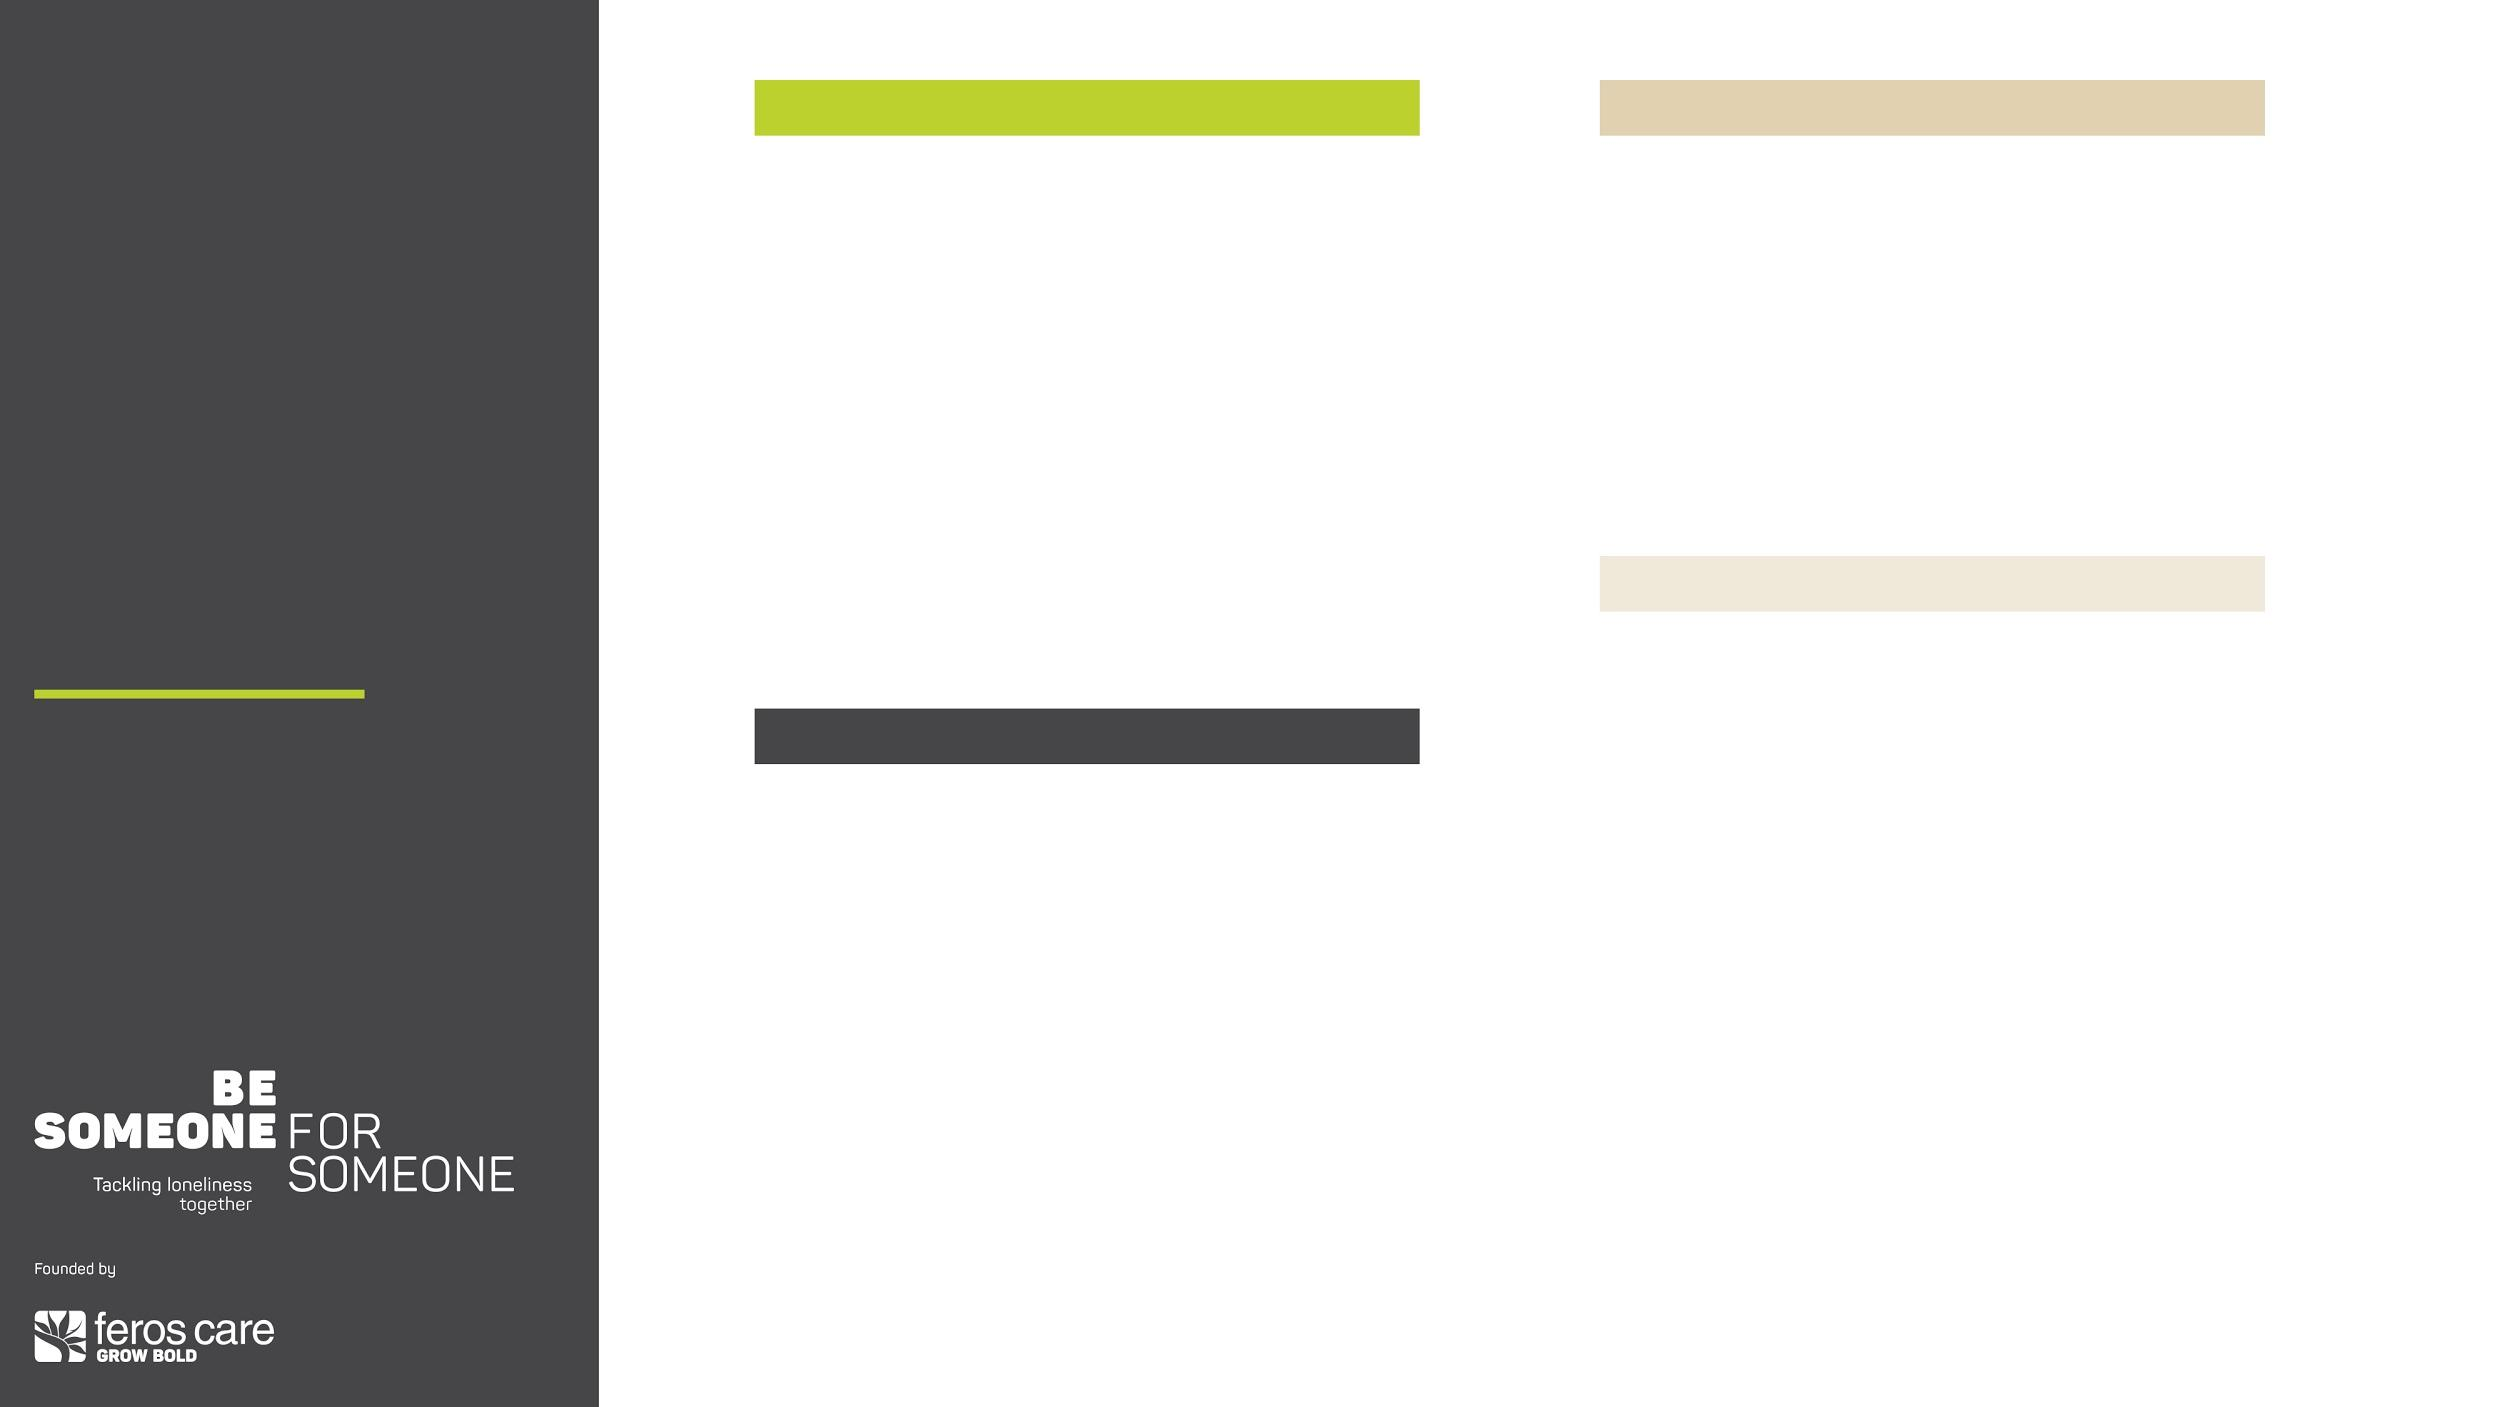 BE
SOMEONE FOR
SOMEONE
Tackling loneliness
together
Founded by
feros care
GROW BOLD